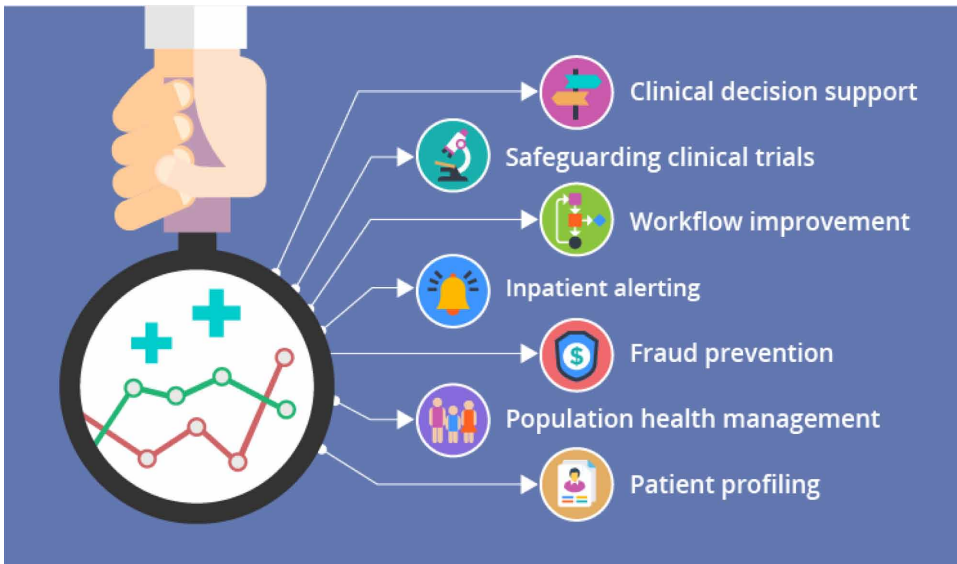 Clinical decision support
Safeguarding clinical trials
Workflow improvement
Inpatient alerting
$
Fraud prevention
Population health management
Patient profiling